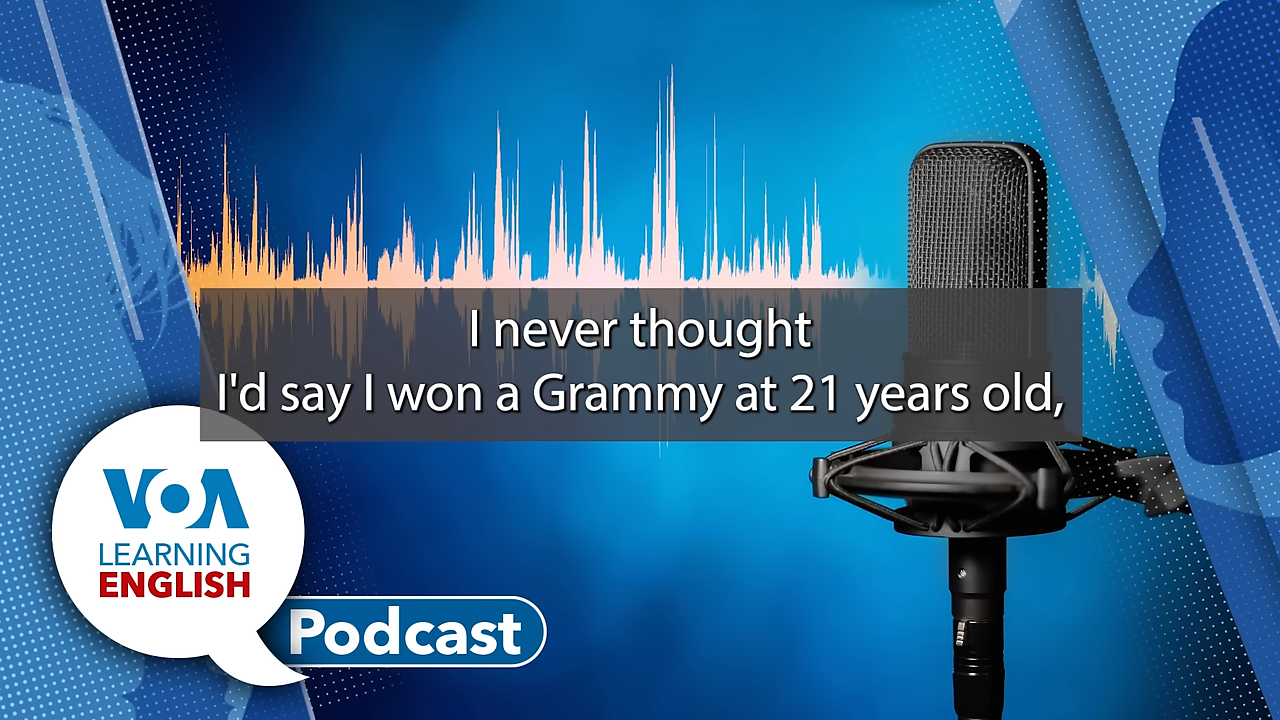 I never thought
I'd say I won a Grammy at 21 years old,
VOA
LEARNING
ENGLISH
Podcast